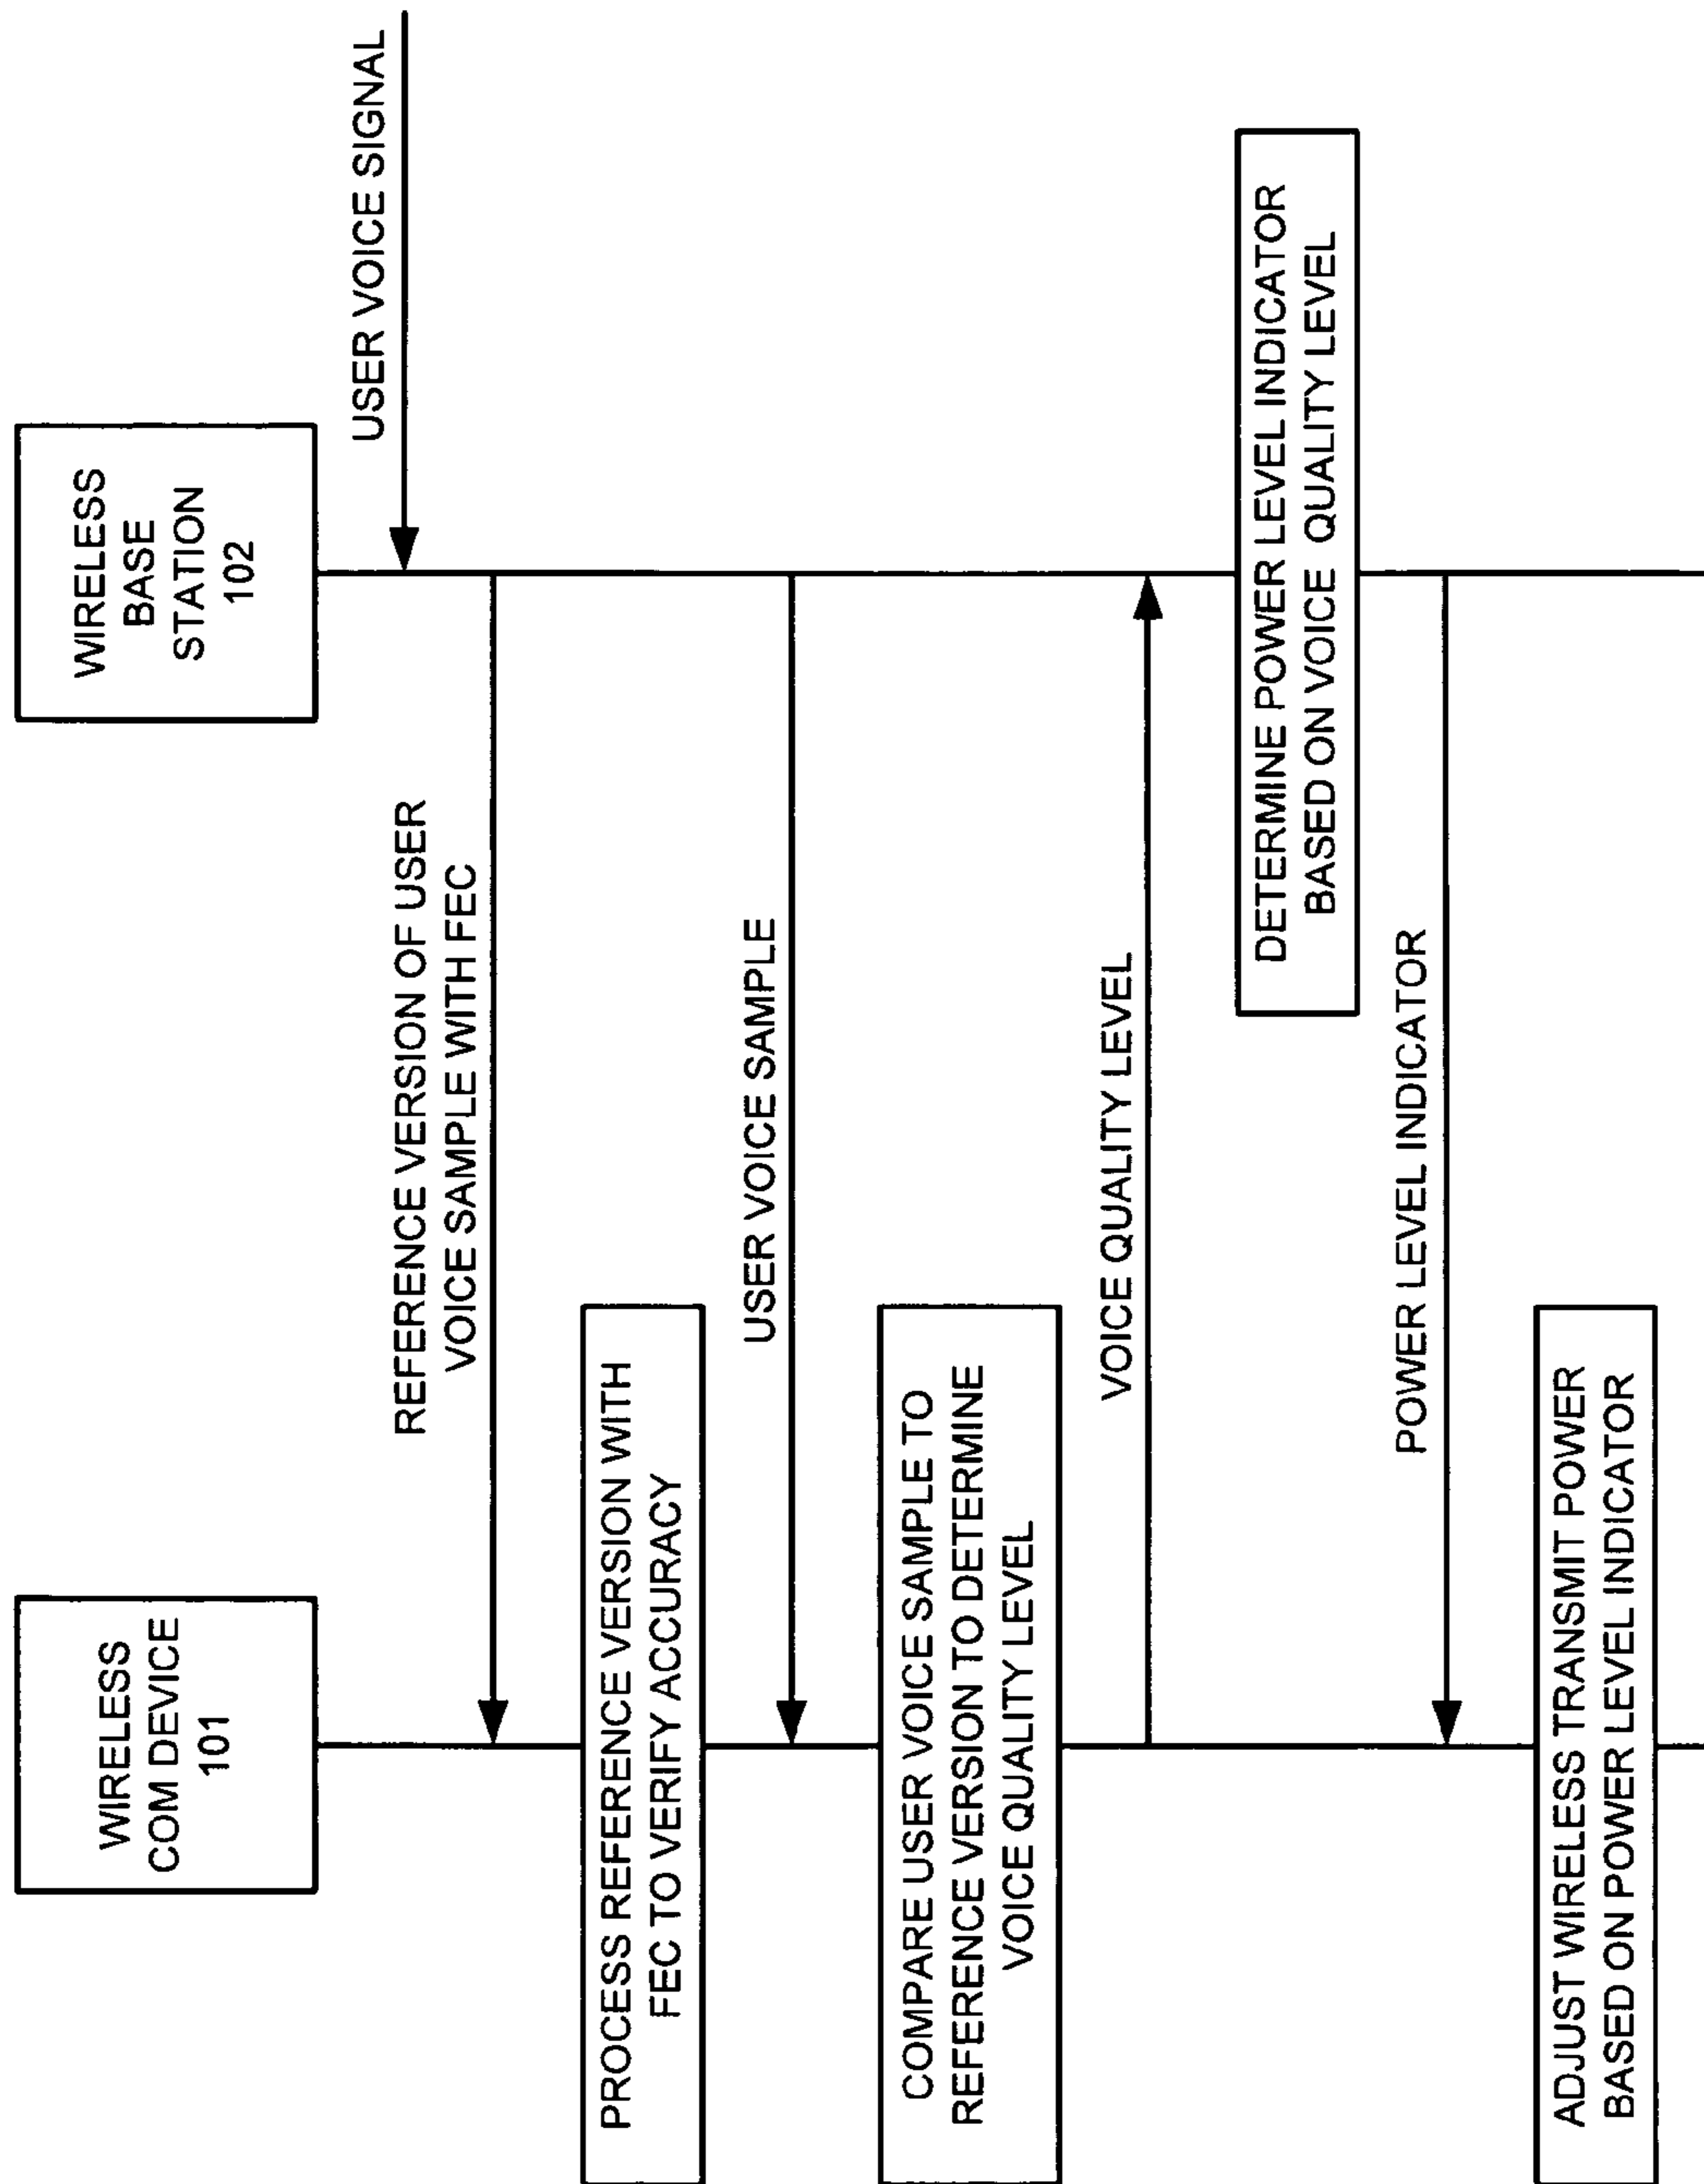 WIRELESS
COM DEVICE
101
WIRELESS
BASE
STATION
102
USER VOICE SIGNAL
REFERENCE VERSION OF USER
VOICE SAMPLE WITH FEC
PROCESS REFERENCE VERSION WITH
FEC TO VERIFY ACCURACY
USER VOICE SAMPLE
COMPARE USER VOICE SAMPLE TO
REFERENCE VERSION TO DETERMINE
VOICE QUALITY LEVEL
VOICE QUALITY LEVEL
DETERMINE POWER LEVEL INDICATOR
BASED ON VOICE QUALITY LEVEL
POWER LEVEL INDICATOR
ADJUST WIRELESS TRANSMIT POWER
BASED ON POWER LEVEL INDICATOR